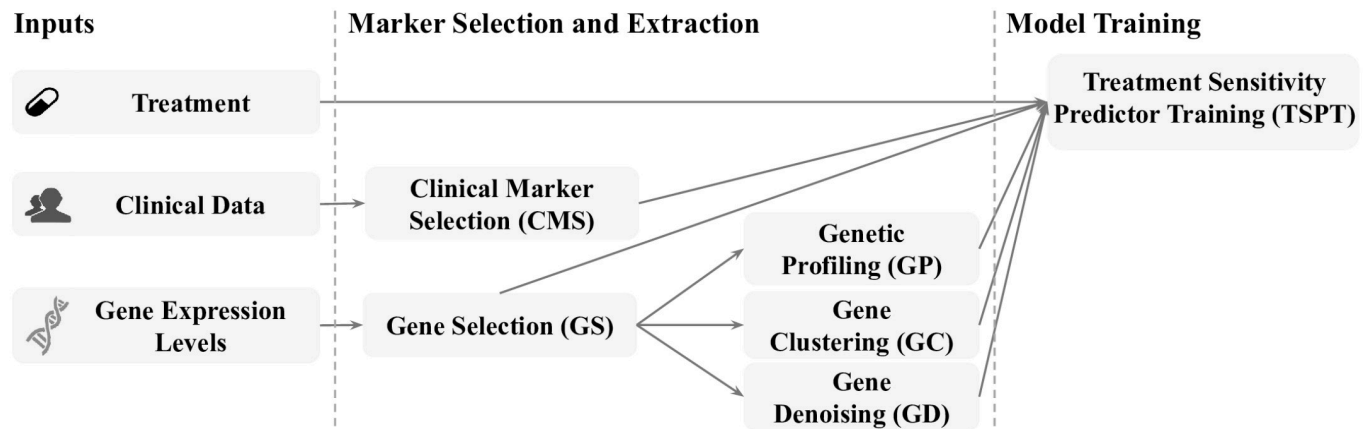 Inputs
Marker Selection and Extraction
Model Training
Treatment
Treatment Sensitivity
Predictor Training (TSPT)
Clinical Data
Clinical Marker
Selection (CMS)
Genetic
Profiling (GP)
Gene Expression
Levels
Gene Selection (GS)
Gene
Clustering (GC)
Gene
Denoising (GD)